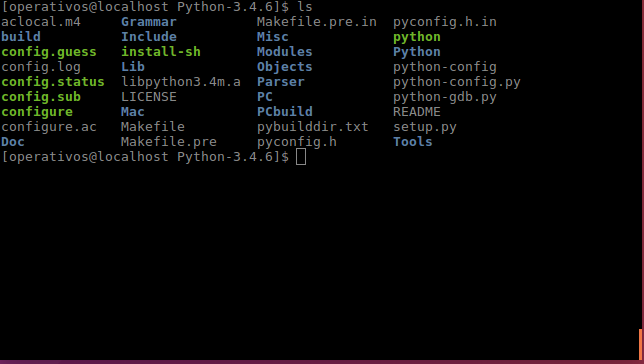 [operativos@localhost Python-3.4.6]$ ls
aclocal.m4 Grammar Makefile.pre.in pyconfig.h.in
build Include Misc python
config.guess install-sh Modules Python
config.log Lib Objects python-config
config.status libpython3.4m.a Parser python-config.py
config.sub LICENSE PC python-gdb.py
configure Mac PCbuild README
configure.ac Makefile pybuilddir.txt setup.py
Doc Makefile.pre pyconfig.h Tools
[operativos@localhost Python-3.4.6]$